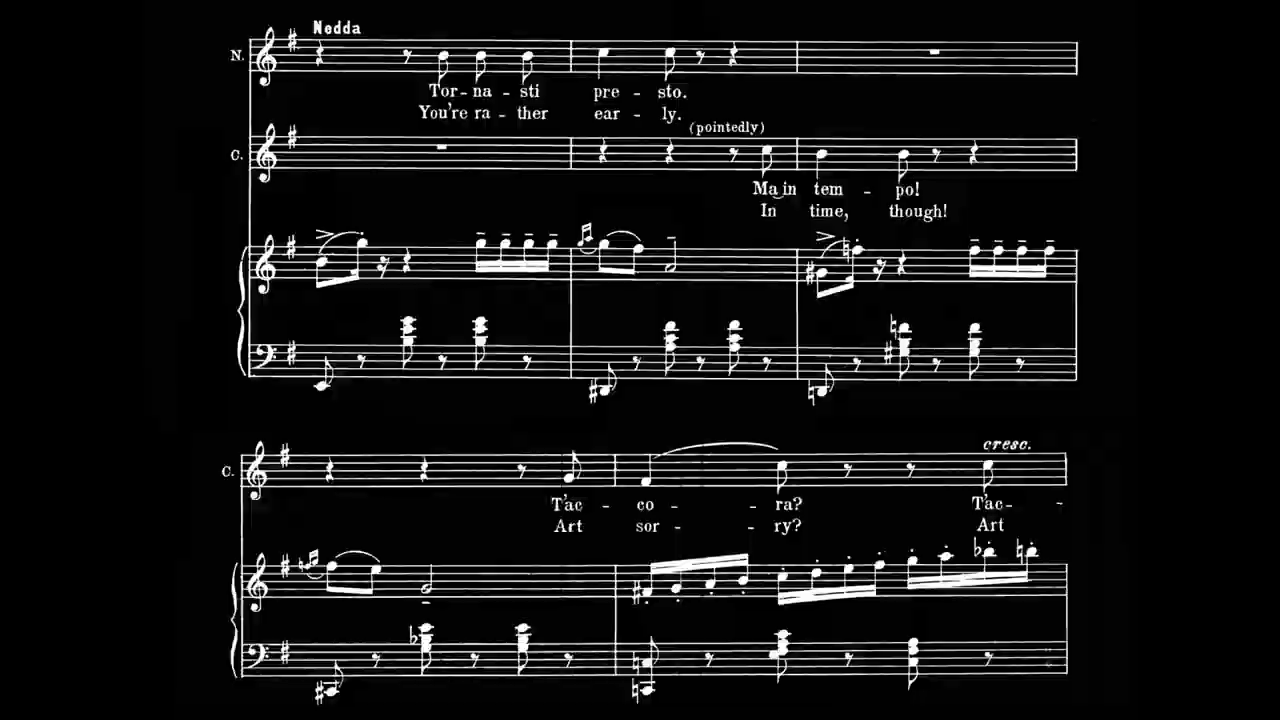 Nedda
N.
Tor - na - sti pre - sto.
You're ra - ther ear - ly.
(pointedly)
C.
Ma in tem - po!
In time, though!
cresc.
C.
T'ac - co - ra? T'ac -
Art sor - ry? Art